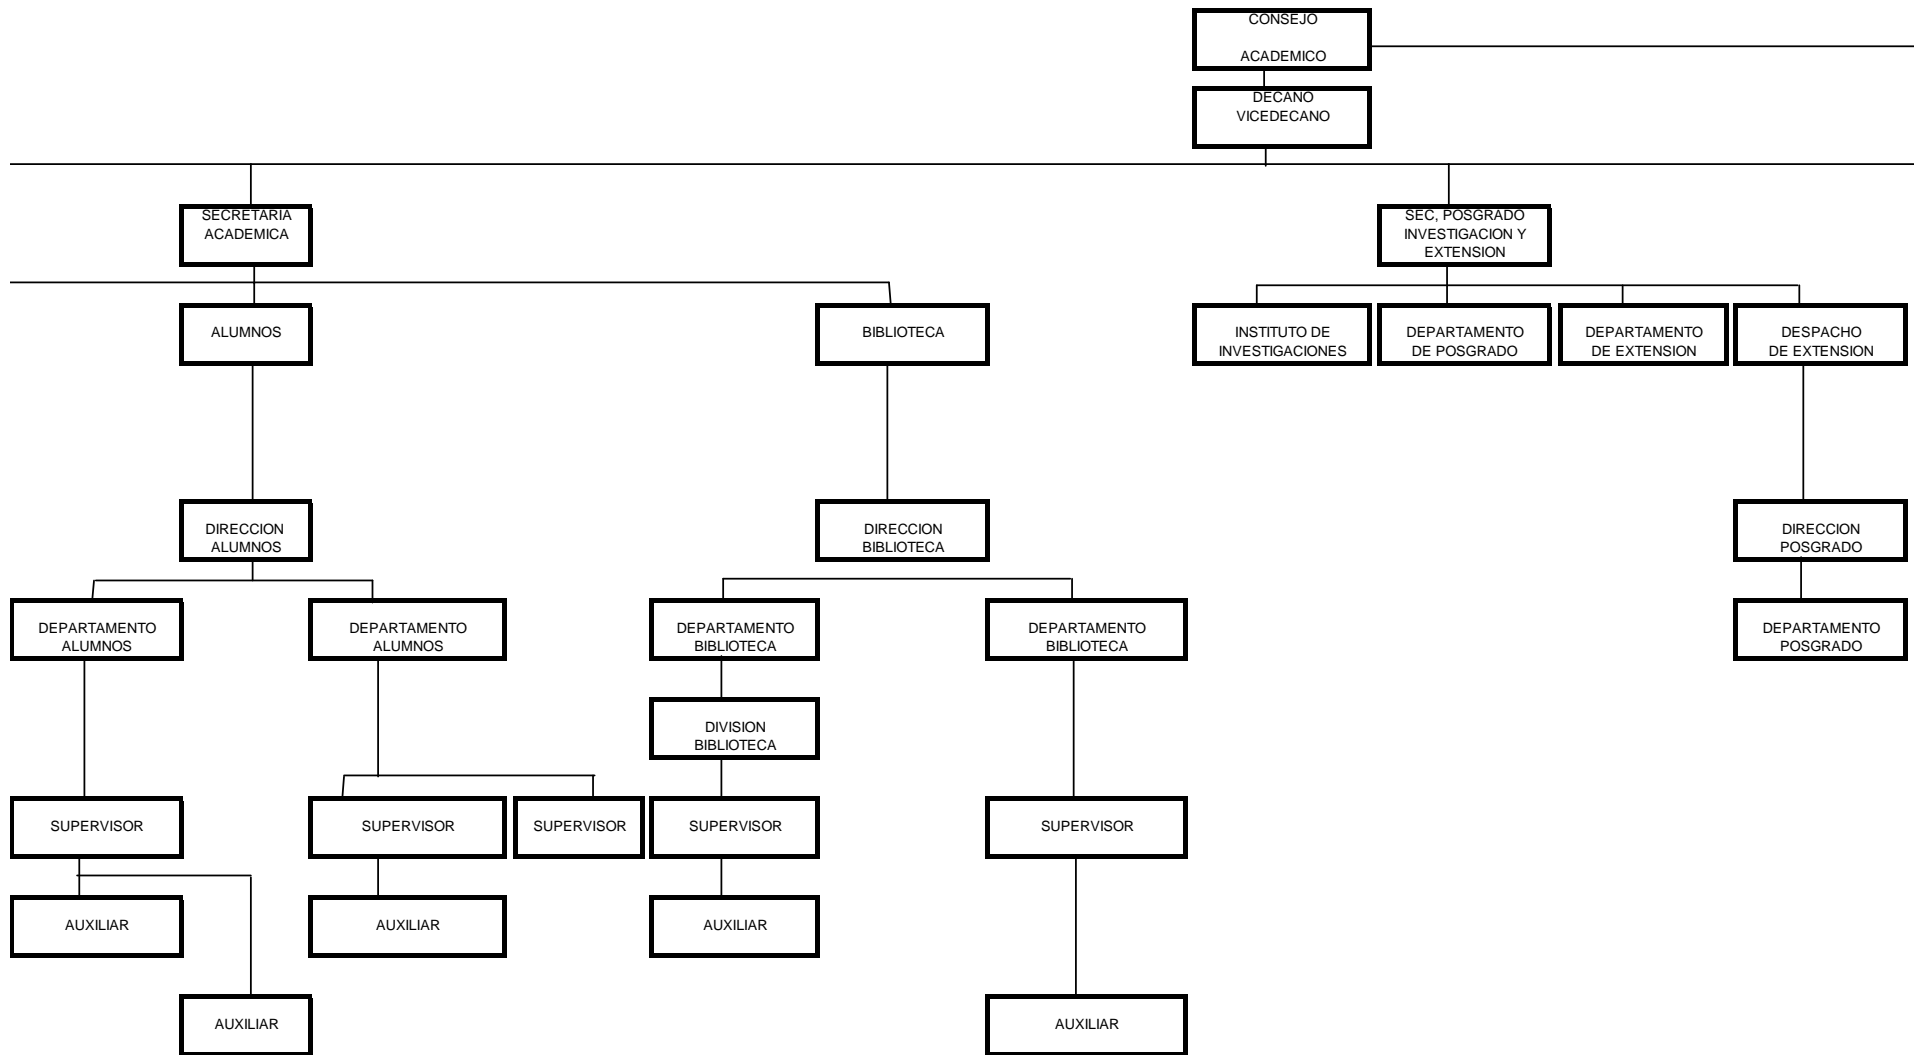 CONSEJO
ACADEMICO
DECANO
VICEDECANO
SECRETARIA
ACADEMICA
SEC, POSGRADO
INVESTIGACION Y
EXTENSION
ALUMNOS
BIBLIOTECA
INSTITUTO DE
INVESTIGACIONES
DEPARTAMENTO
DE POSGRADO
DEPARTAMENTO
DE EXTENSION
DESPACHO
DE EXTENSION
DIRECCION
ALUMNOS
DIRECCION
BIBLIOTECA
DIRECCION
POSGRADO
DEPARTAMENTO
ALUMNOS
DEPARTAMENTO
ALUMNOS
DEPARTAMENTO
BIBLIOTECA
DEPARTAMENTO
BIBLIOTECA
DEPARTAMENTO
POSGRADO
DIVISION
BIBLIOTECA
SUPERVISOR
SUPERVISOR
SUPERVISOR
SUPERVISOR
SUPERVISOR
AUXILIAR
AUXILIAR
AUXILIAR
AUXILIAR
AUXILIAR